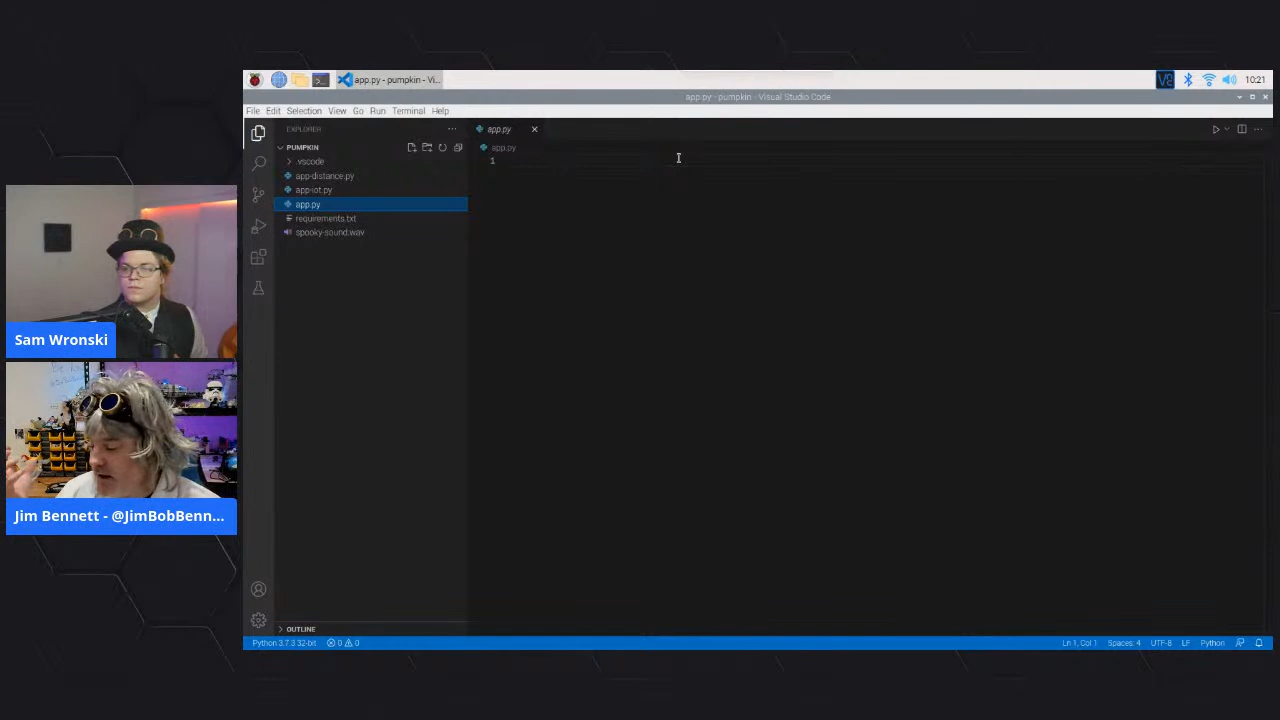 app.py - pumpkin - Vi...
10:21
app.py - pumpkin - Visual Studio Code
File Edit Selection View Go Run Terminal Help
EXPLORER
PUMPKIN
.vscode
app-distance.py
app-iot.py
app.py
requirements.txt
spooky-sound.wav
OUTLINE
app.py
app.py
1
Python 3.7.3 32-bit
0
0
Ln 1, Col 1
Spaces: 4
UTF-8
LF
Python
Sam Wronski
Jim Bennett - @JimBobBenn...